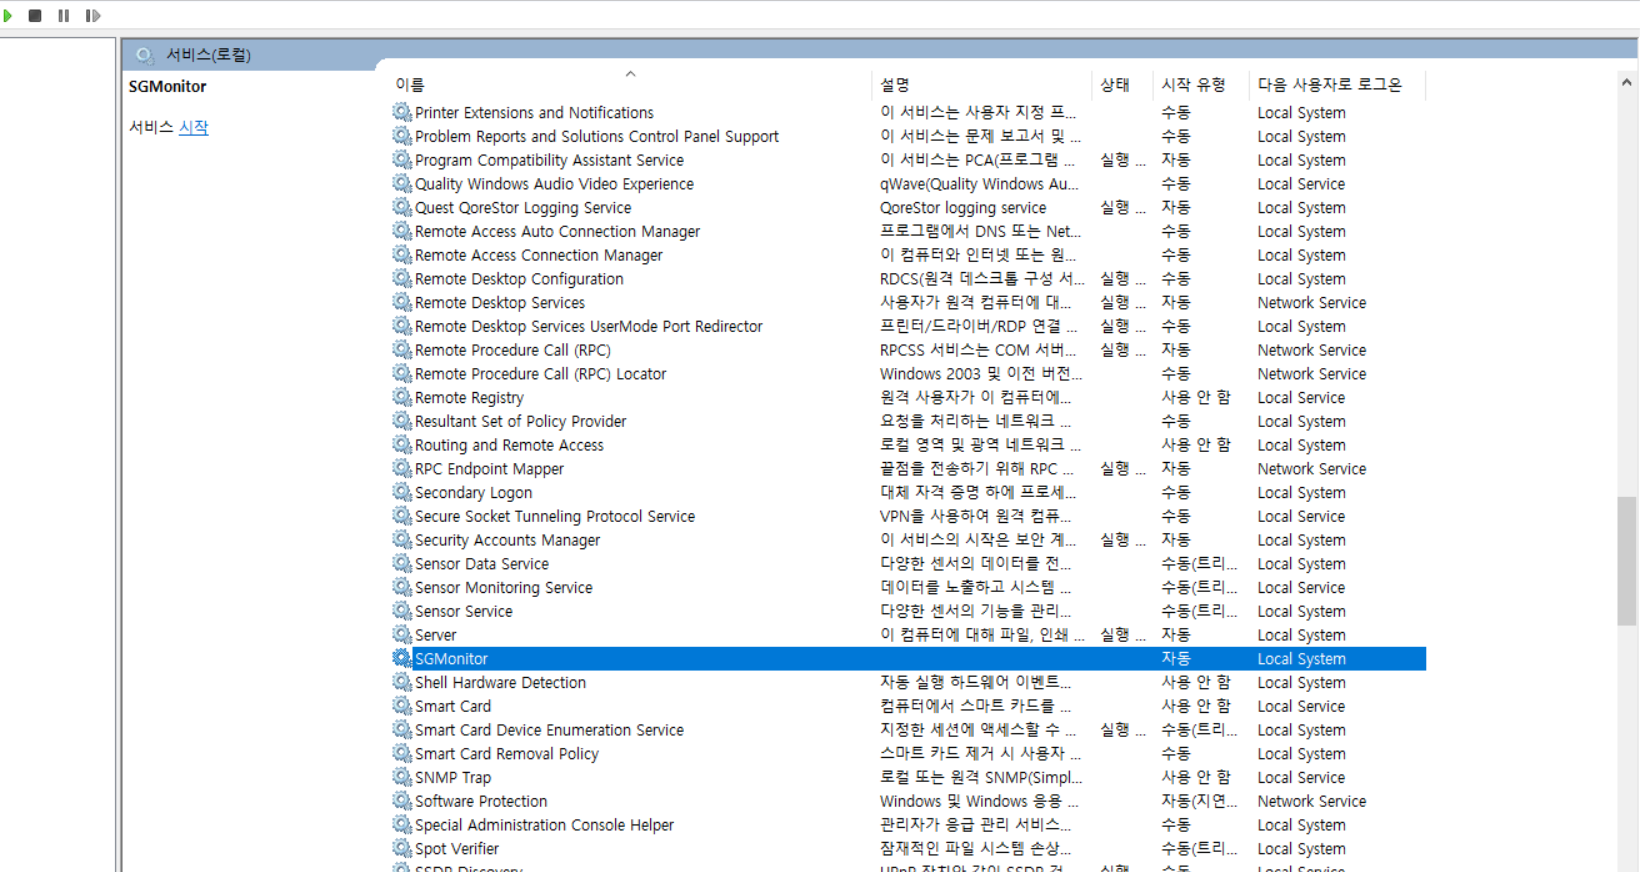 서비스(로컬)
SGMonitor
서비스 시작
이름 설명 상태 시작 유형 다음 사용자로 로그온
Printer Extensions and Notifications 이 서비스는 사용자 지정 프... 수동 Local System
Problem Reports and Solutions Control Panel Support 이 서비스는 문제 보고서 및 ... 수동 Local System
Program Compatibility Assistant Service 이 서비스는 PCA(프로그램 ... 실행 ... 자동 Local System
Quality Windows Audio Video Experience qWave(Quality Windows Au... 수동 Local Service
Quest QoreStor Logging Service QoreStor logging service 실행 ... 자동 Local System
Remote Access Auto Connection Manager 프로그램에서 DNS 또는 Net... 수동 Local System
Remote Access Connection Manager 이 컴퓨터와 인터넷 또는 원... 수동 Local System
Remote Desktop Configuration RDCS(원격 데스크톱 구성 서... 실행 ... 수동 Local System
Remote Desktop Services 사용자가 원격 컴퓨터에 대... 실행 ... 자동 Network Service
Remote Desktop Services UserMode Port Redirector 프린터/드라이버/RDP 연결 ... 실행 ... 수동 Local System
Remote Procedure Call (RPC) RPCSS 서비스는 COM 서버... 실행 ... 자동 Network Service
Remote Procedure Call (RPC) Locator Windows 2003 및 이전 버전... 수동 Network Service
Remote Registry 원격 사용자가 이 컴퓨터에... 사용 안 함 Local Service
Resultant Set of Policy Provider 요청을 처리하는 네트워크 ... 수동 Local System
Routing and Remote Access 로컬 영역 및 광역 네트워크 ... 사용 안 함 Local System
RPC Endpoint Mapper 끝점을 전송하기 위해 RPC ... 실행 ... 자동 Network Service
Secondary Logon 대체 자격 증명 하에 프로세... 수동 Local System
Secure Socket Tunneling Protocol Service VPN을 사용하여 원격 컴퓨... 수동 Local Service
Security Accounts Manager 이 서비스의 시작은 보안 계... 실행 ... 자동 Local System
Sensor Data Service 다양한 센서의 데이터를 전... 수동(트리... Local System
Sensor Monitoring Service 데이터를 노출하고 시스템 ... 수동(트리... Local Service
Sensor Service 다양한 센서의 기능을 관리... 수동(트리... Local System
Server 이 컴퓨터에 대해 파일, 인쇄 ... 실행 ... 자동 Local System
SGMonitor 자동 Local System
Shell Hardware Detection 자동 실행 하드웨어 이벤트... 사용 안 함 Local System
Smart Card 컴퓨터에서 스마트 카드를 ... 사용 안 함 Local Service
Smart Card Device Enumeration Service 지정한 세션에 액세스할 수 ... 실행 ... 수동(트리... Local System
Smart Card Removal Policy 스마트 카드 제거 시 사용자 ... 수동 Local System
SNMP Trap 로컬 또는 원격 SNMP(Simpl... 사용 안 함 Local Service
Software Protection Windows 및 Windows 응용 ... 자동(지연... Network Service
Special Administration Console Helper 관리자가 응급 관리 서비스... 수동 Local System
Spot Verifier 잠재적인 파일 시스템 손상... 수동(트리... Local System
SSDP Discovery